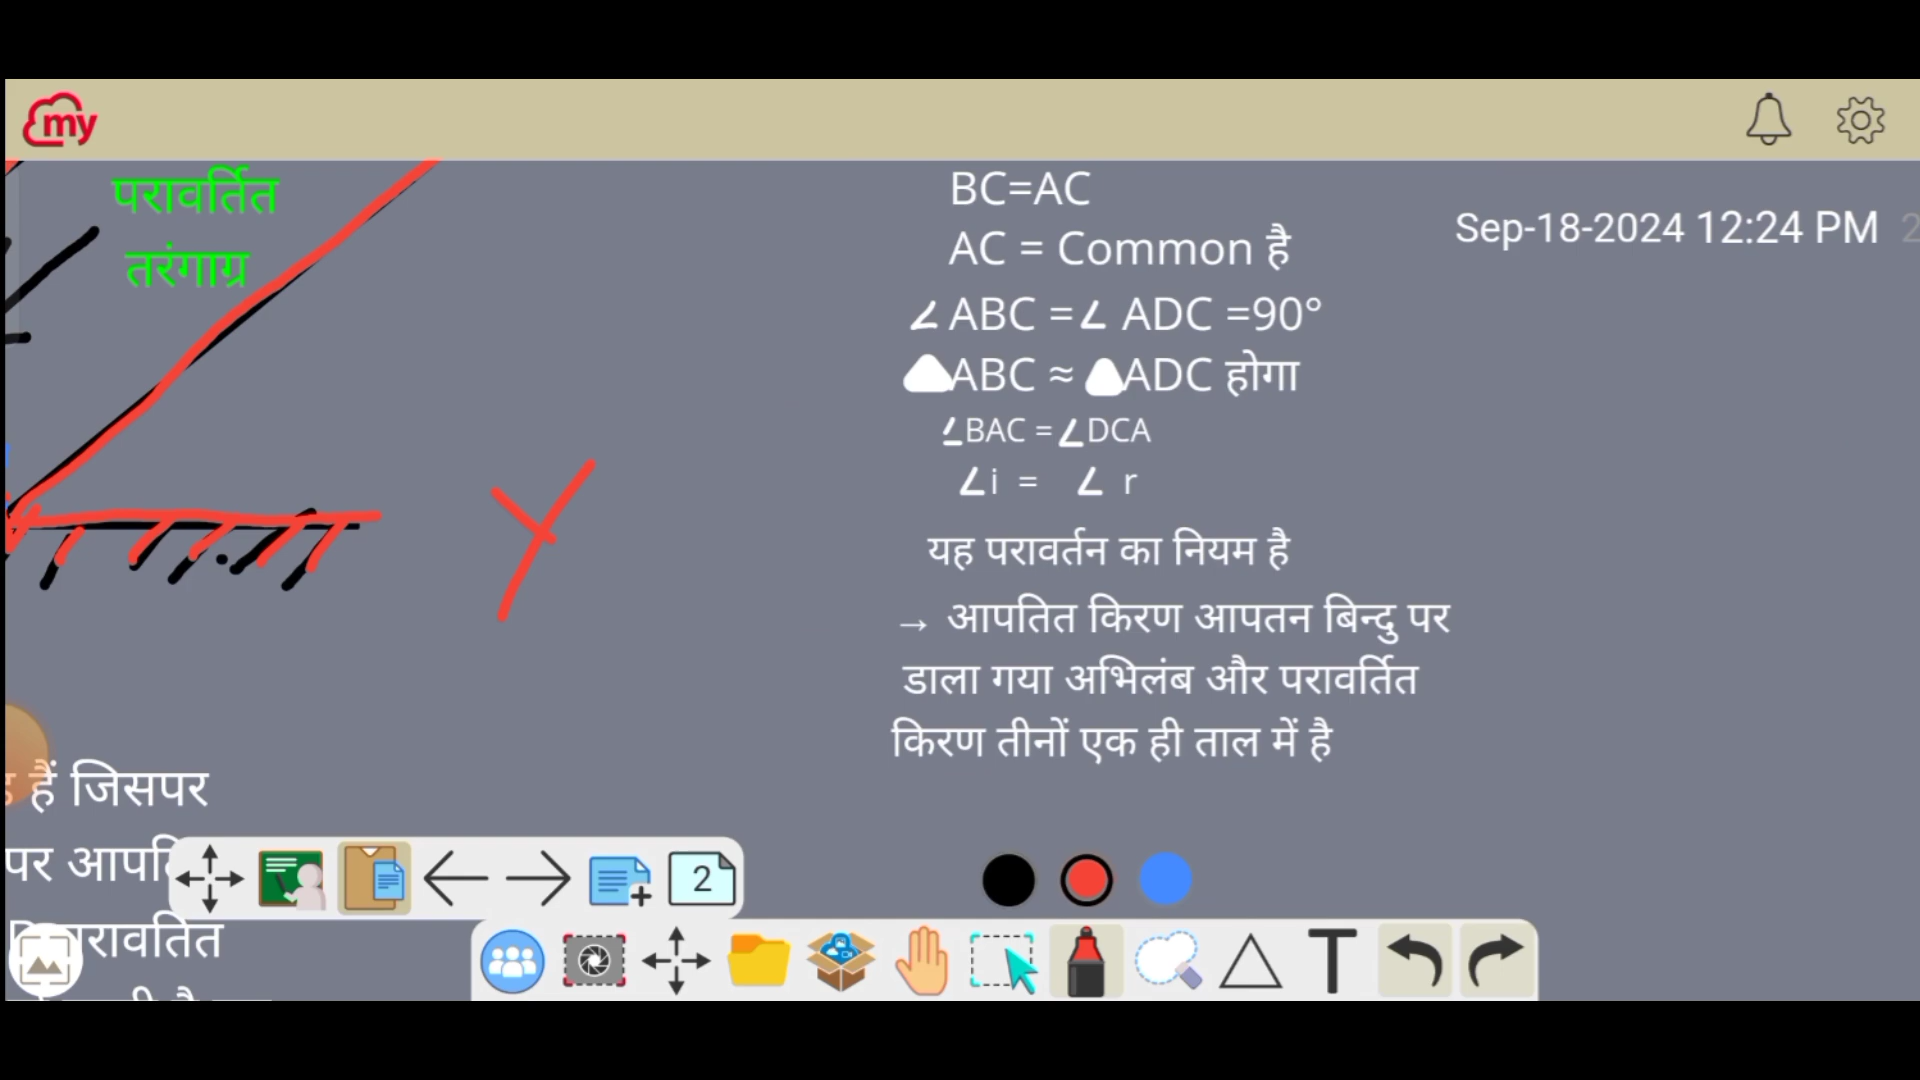 my
परावर्तित
तरंगाग्र
Y
हैं जिसपर
पर
BC=AC
AC = Common है
∠ABC =∠ ADC =90°
ABC ≈ ADC होगा
∠BAC =∠DCA
∠i = ∠ r
यह परावर्तन का नियम है
→ आपतित किरण आपतन बिन्दु पर
डाला गया अभिलंब और परावर्तित
किरण तीनों एक ही ताल में है
Sep-18-2024 12:24 PM
2
T